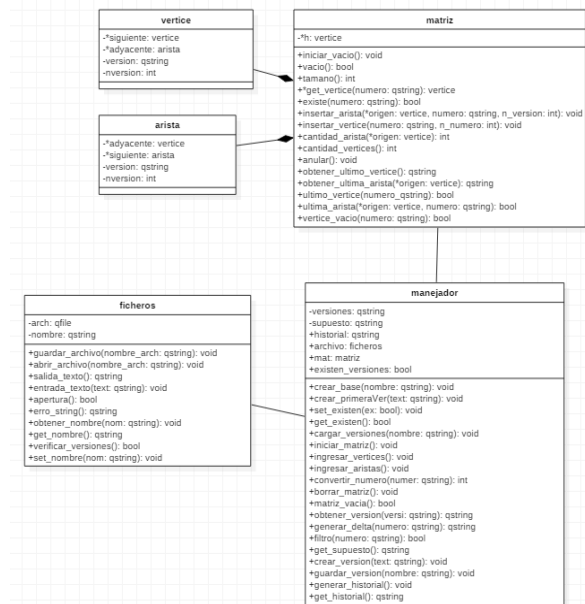 vertice
-*siguiente: vertice
-*adyacente: arista
-version: qstring
-nversion: int
arista
-*adyacente: vertice
-*siguiente: arista
-version: qstring
-nversion: int
matriz
-*h: vertice
+iniciar_vacio(): void
+vacio(): bool
+tamano(): int
+*get_vertice(numero: qstring): vertice
+existe(numero: qstring): bool
+insertar_arista(*origen: vertice, numero: qstring, n_version: int): void
+insertar_vertice(numero: qstring, n_numero: int): void
+cantidad_arista(*origen: vertice): int
+cantidad_vertices(): int
+anular(): void
+obtener_ultimo_vertice(): qstring
+obtener_ultima_arista(*origen: vertice): qstring
+ultimo_vertice(numero_qstring): bool
+ultima_arista(*origen: vertice, numero: qstring): bool
+vertice_vacio(numero: qstring): bool
ficheros
-arch: qfile
-nombre: qstring
+guardar_archivo(nombre_arch: qstring): void
+abrir_archivo(nombre_arch: qstring): void
+salida_texto(): qstring
+entrada_texto(text: qstring): void
+apertura(): bool
+erro_string(): qstring
+obtener_nombre(nom: qstring): void
+get_nombre(): qstring
+verificar_versiones(): bool
+set_nombre(nom: qstring): void
manejador
-versiones: qstring
-supuesto: qstring
+historial: qstring
+archivo: ficheros
+mat: matriz
+existen_versiones: bool
+crear_base(nombre: qstring): void
+crear_primeraVer(text: qstring): void
+set_existen(ex: bool): void
+get_existen(): bool
+cargar_versiones(nombre: qstring): void
+iniciar_matriz(): void
+ingresar_vertices(): void
+ingresar_aristas(): void
+convertir_numero(numer: qstring): int
+borrar_matriz(): void
+matriz_vacia(): bool
+obtener_version(versi: qstring): qstring
+generar_delta(numero: qstring): qstring
+filtro(numero: qstring): bool
+get_supuesto(): qstring
+crear_version(text: qstring): void
+guardar_version(nombre: qstring): void
+generar_historial(): void
+get_historial(): qstring